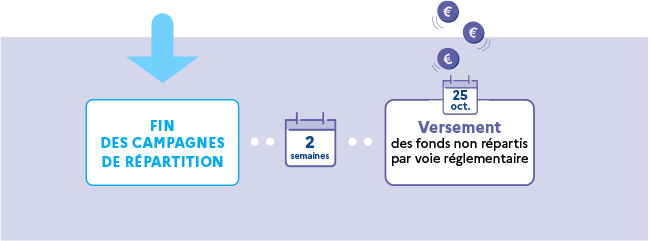 €
€
€
FIN
DES CAMPAGNES
DE RÉPARTITION
2
semaines
25
oct.
Versement
des fonds non répartis
par voie réglementaire